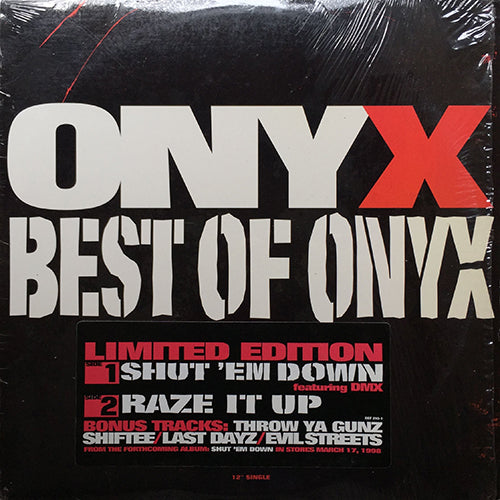 ONYX
BEST OF ONYX
LIMITED EDITION
SIDE 1 SHUT 'EM DOWN
featuring DMX
SIDE 2 RAZE IT UP
BONUS TRACKS: THROW YA GUNZ
SHIFTEE/LAST DAYZ/EVIL STREETS
FROM THE FORTHCOMING ALBUM: SHUT 'EM DOWN IN STORES MARCH 17, 1998
12" SINGLE